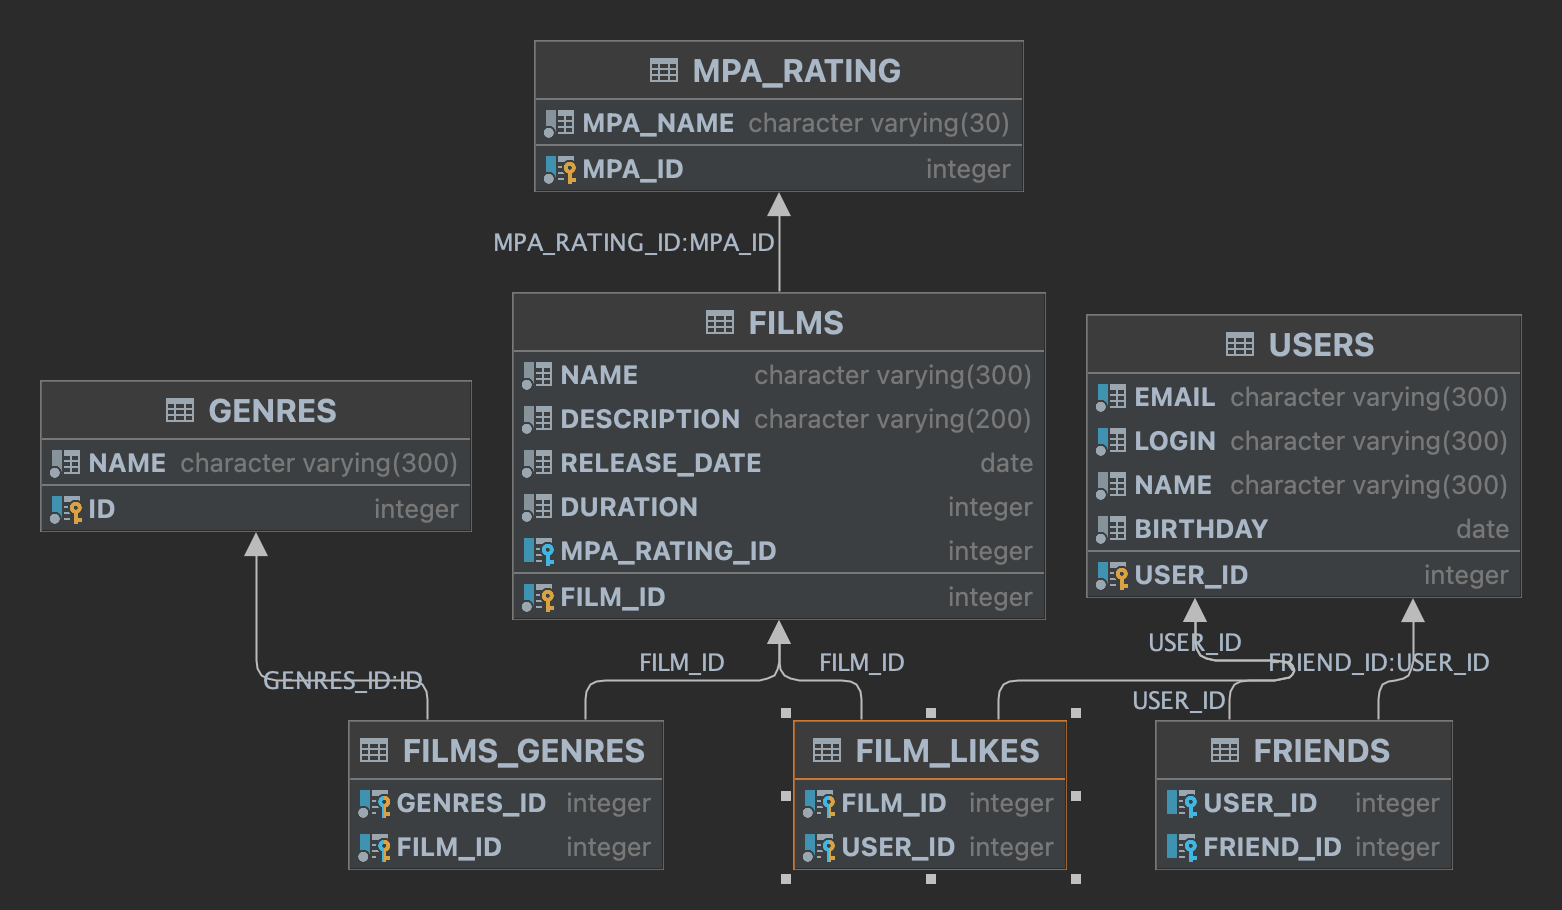 MPA_RATING
MPA_NAME character varying(30)
MPA_ID integer
MPA_RATING_ID:MPA_ID
FILMS
NAME character varying(300)
DESCRIPTION character varying(200)
RELEASE_DATE date
DURATION integer
MPA_RATING_ID integer
FILM_ID integer
USERS
EMAIL character varying(300)
LOGIN character varying(300)
NAME character varying(300)
BIRTHDAY date
USER_ID integer
GENRES
NAME character varying(300)
ID integer
GENRES_ID:ID
FILM_ID
FILM_ID
USER_ID
FRIEND_ID:USER_ID
USER_ID
FILMS_GENRES
GENRES_ID integer
FILM_ID integer
FILM_LIKES
FILM_ID integer
USER_ID integer
FRIENDS
USER_ID integer
FRIEND_ID integer